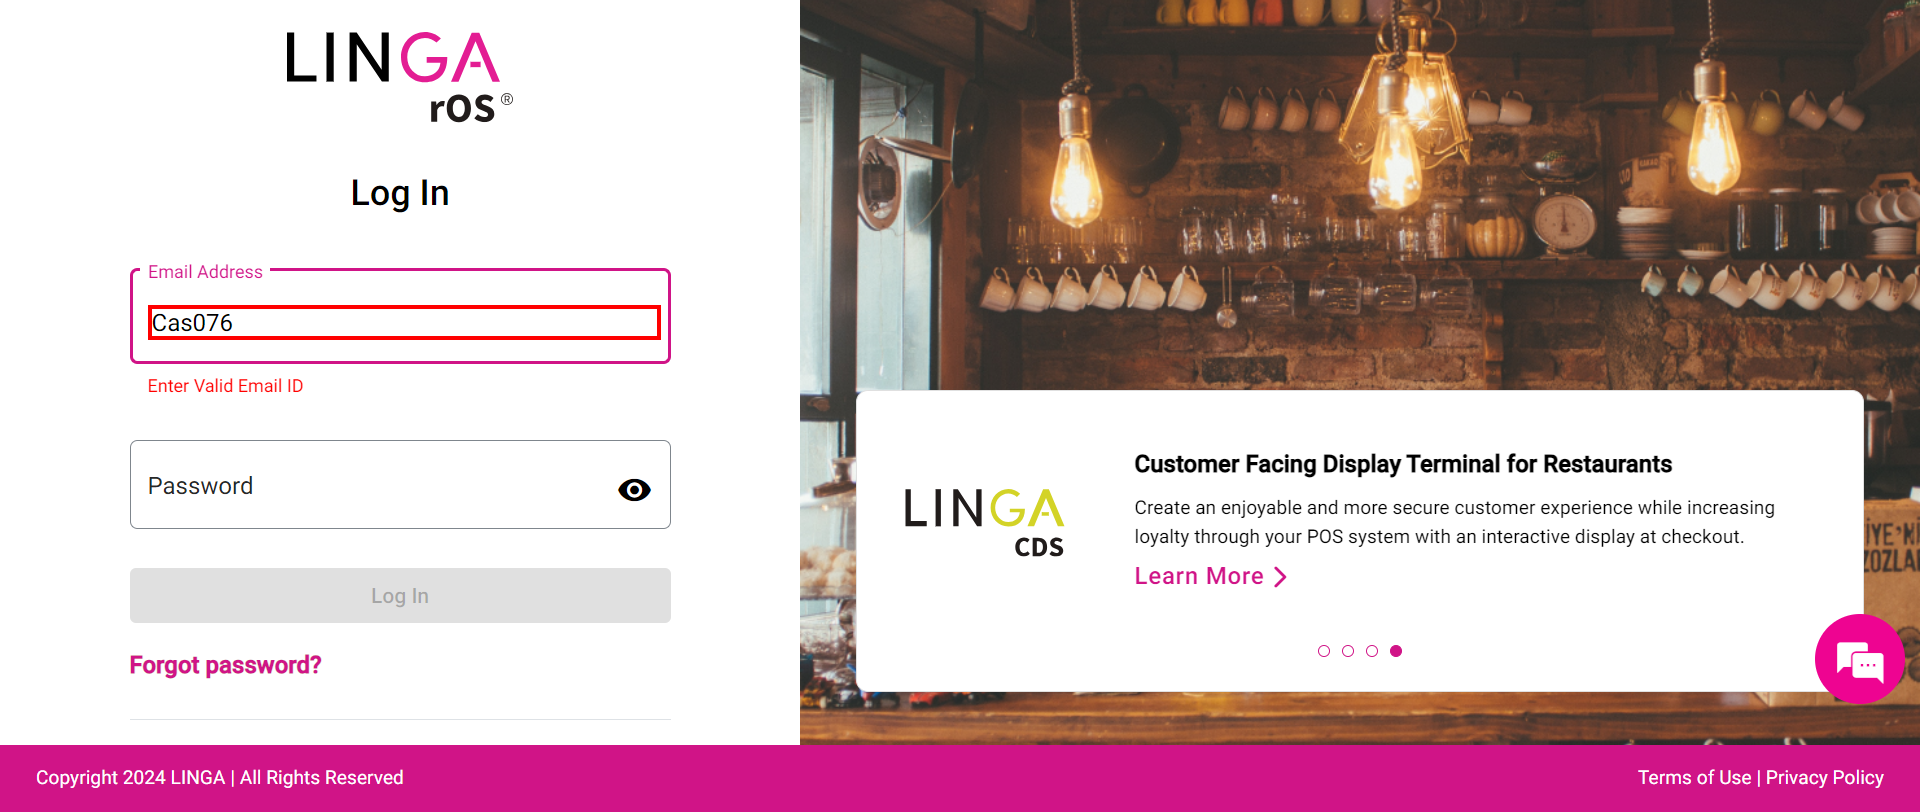 LINGA
rOS®
Log In
Email Address
Cas076
Enter Valid Email ID
Password
Log In
Forgot password?
LINGA
CDS
Customer Facing Display Terminal for Restaurants
Create an enjoyable and more secure customer experience while increasing
loyalty through your POS system with an interactive display at checkout.
Learn More
Copyright 2024 LINGA | All Rights Reserved
Terms of Use | Privacy Policy